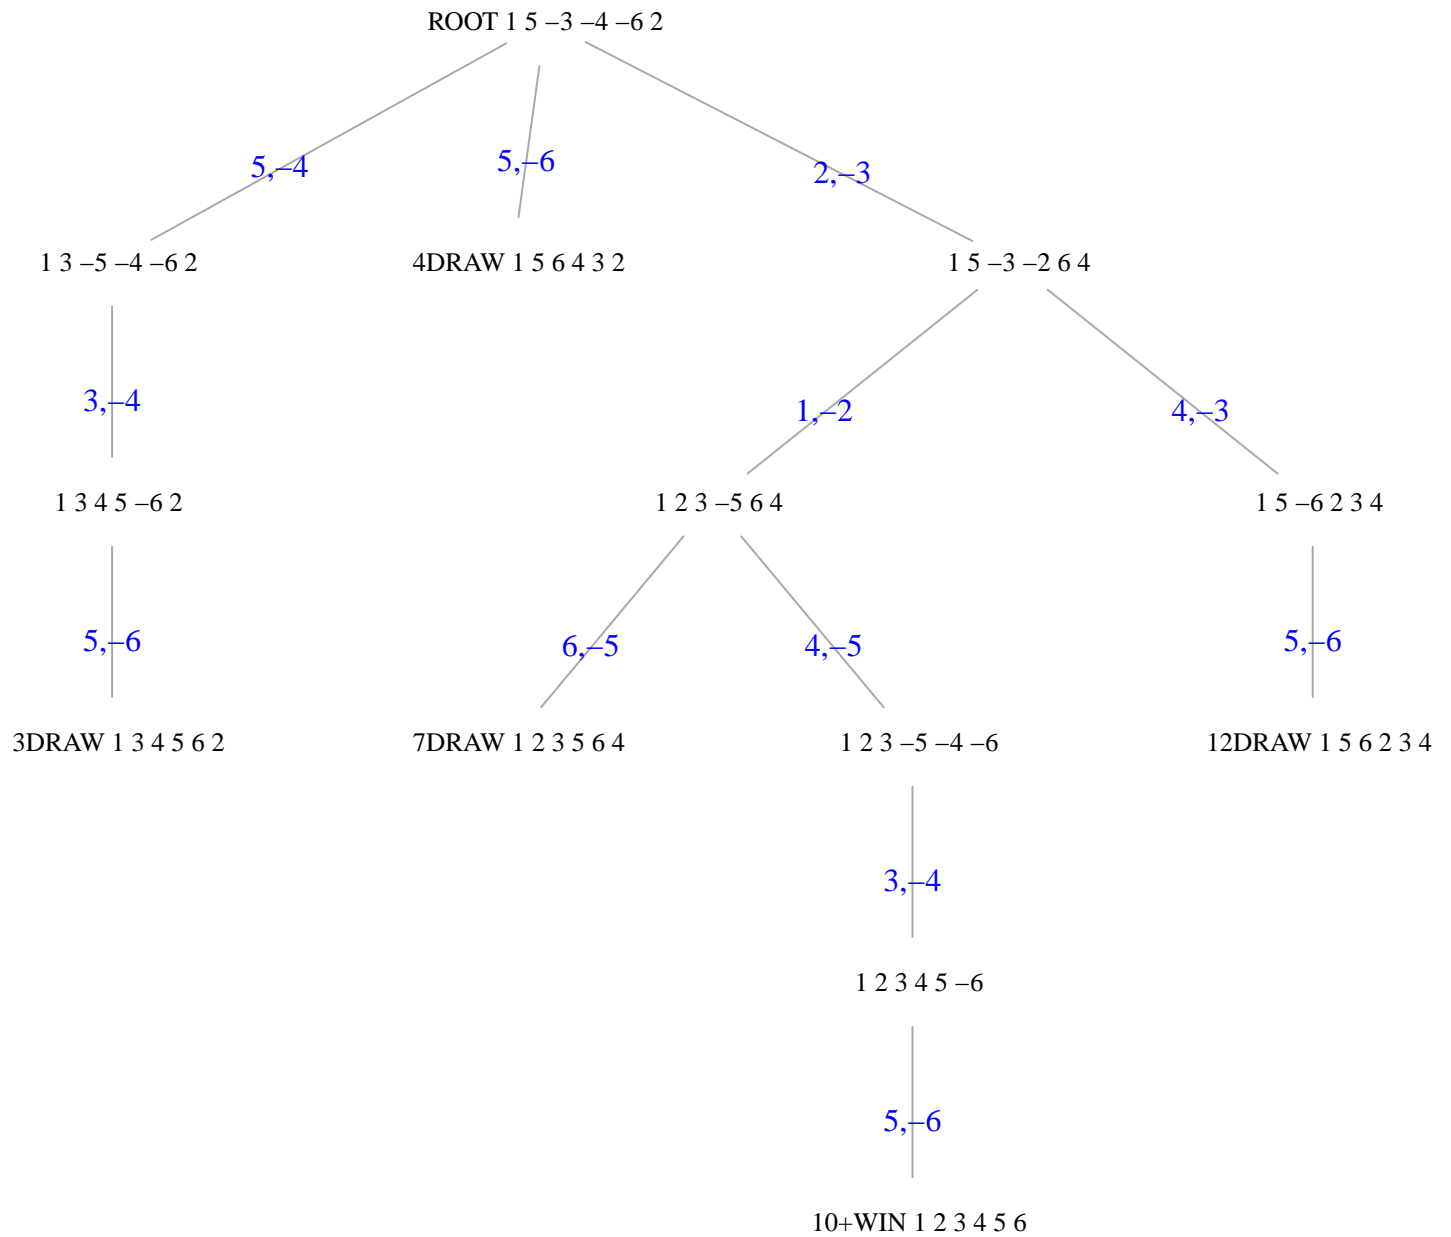 ROOT 1 5 –3 –4 –6 2
5,–4
5,–6
2,–3
1 3 –5 –4 –6 2
4DRAW 1 5 6 4 3 2
1 5 –3 –2 6 4
3,–4
1,–2
4,–3
1 3 4 5 –6 2
1 2 3 –5 6 4
1 5 –6 2 3 4
5,–6
6,–5
4,–5
5,–6
3DRAW 1 3 4 5 6 2
7DRAW 1 2 3 5 6 4
1 2 3 –5 –4 –6
12DRAW 1 5 6 2 3 4
3,–4
1 2 3 4 5 –6
5,–6
10+WIN 1 2 3 4 5 6